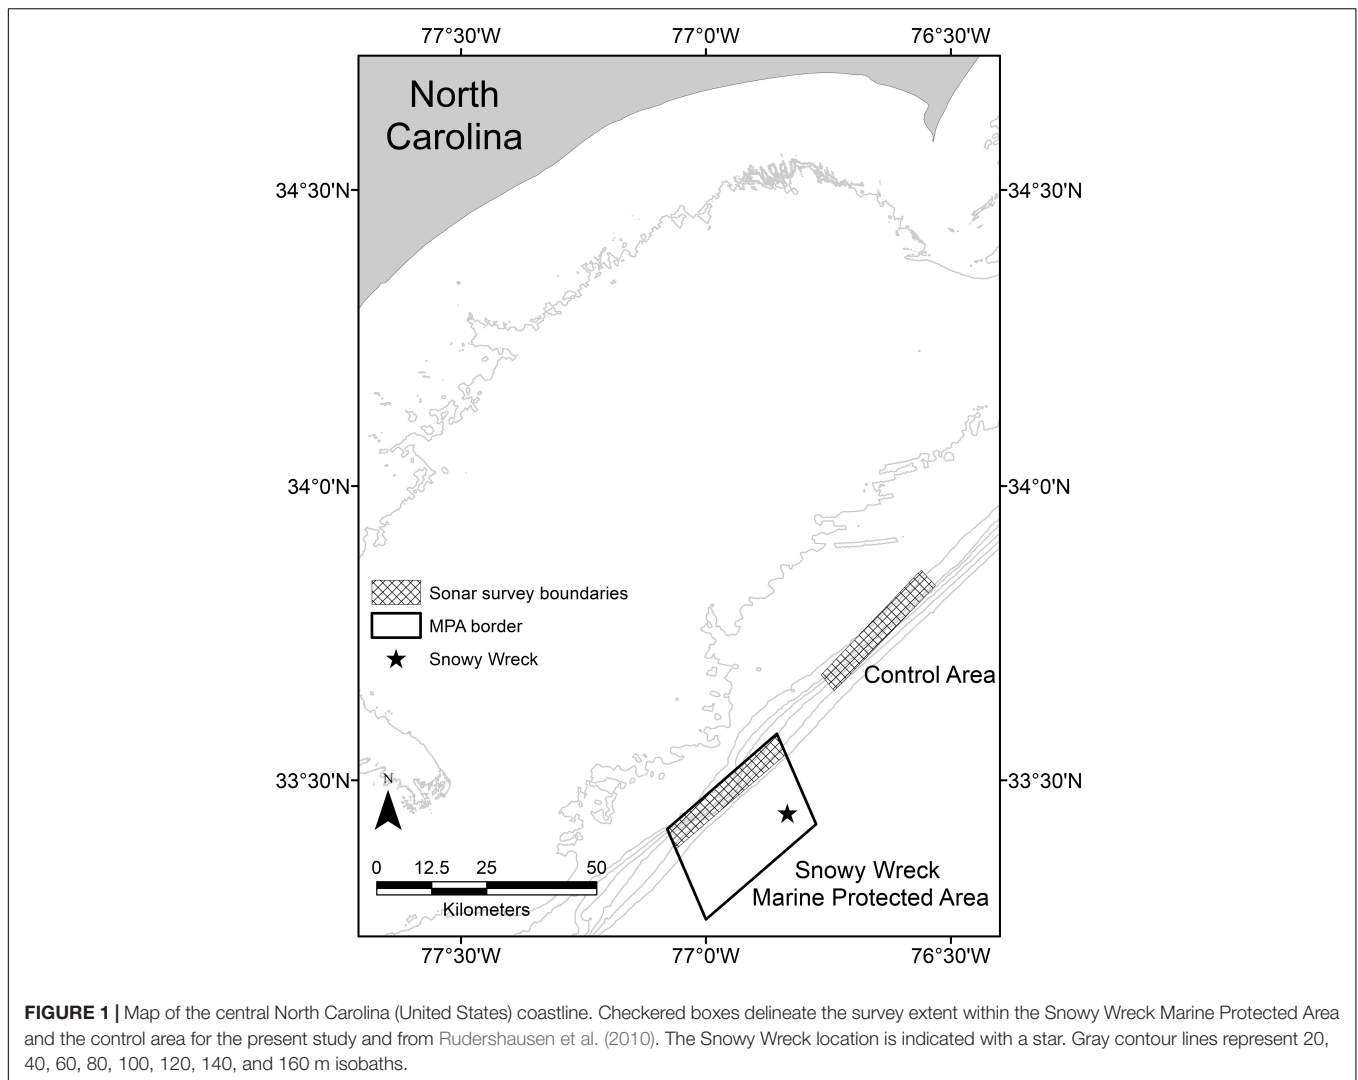 77°30'W 77°0'W 76°30'W
North
Carolina
34°30'N 34°30'N
34°0'N 34°0'N
Sonar survey boundaries
MPA border
Snowy Wreck
Control Area
33°30'N 33°30'N
N
0 12.5 25 50
Kilometers
Snowy Wreck
Marine Protected Area
77°30'W 77°0'W 76°30'W
FIGURE 1 | Map of the central North Carolina (United States) coastline. Checkered boxes delineate the survey extent within the Snowy Wreck Marine Protected Area
and the control area for the present study and from Rudershausen et al. (2010). The Snowy Wreck location is indicated with a star. Gray contour lines represent 20,
40, 60, 80, 100, 120, 140, and 160 m isobaths.